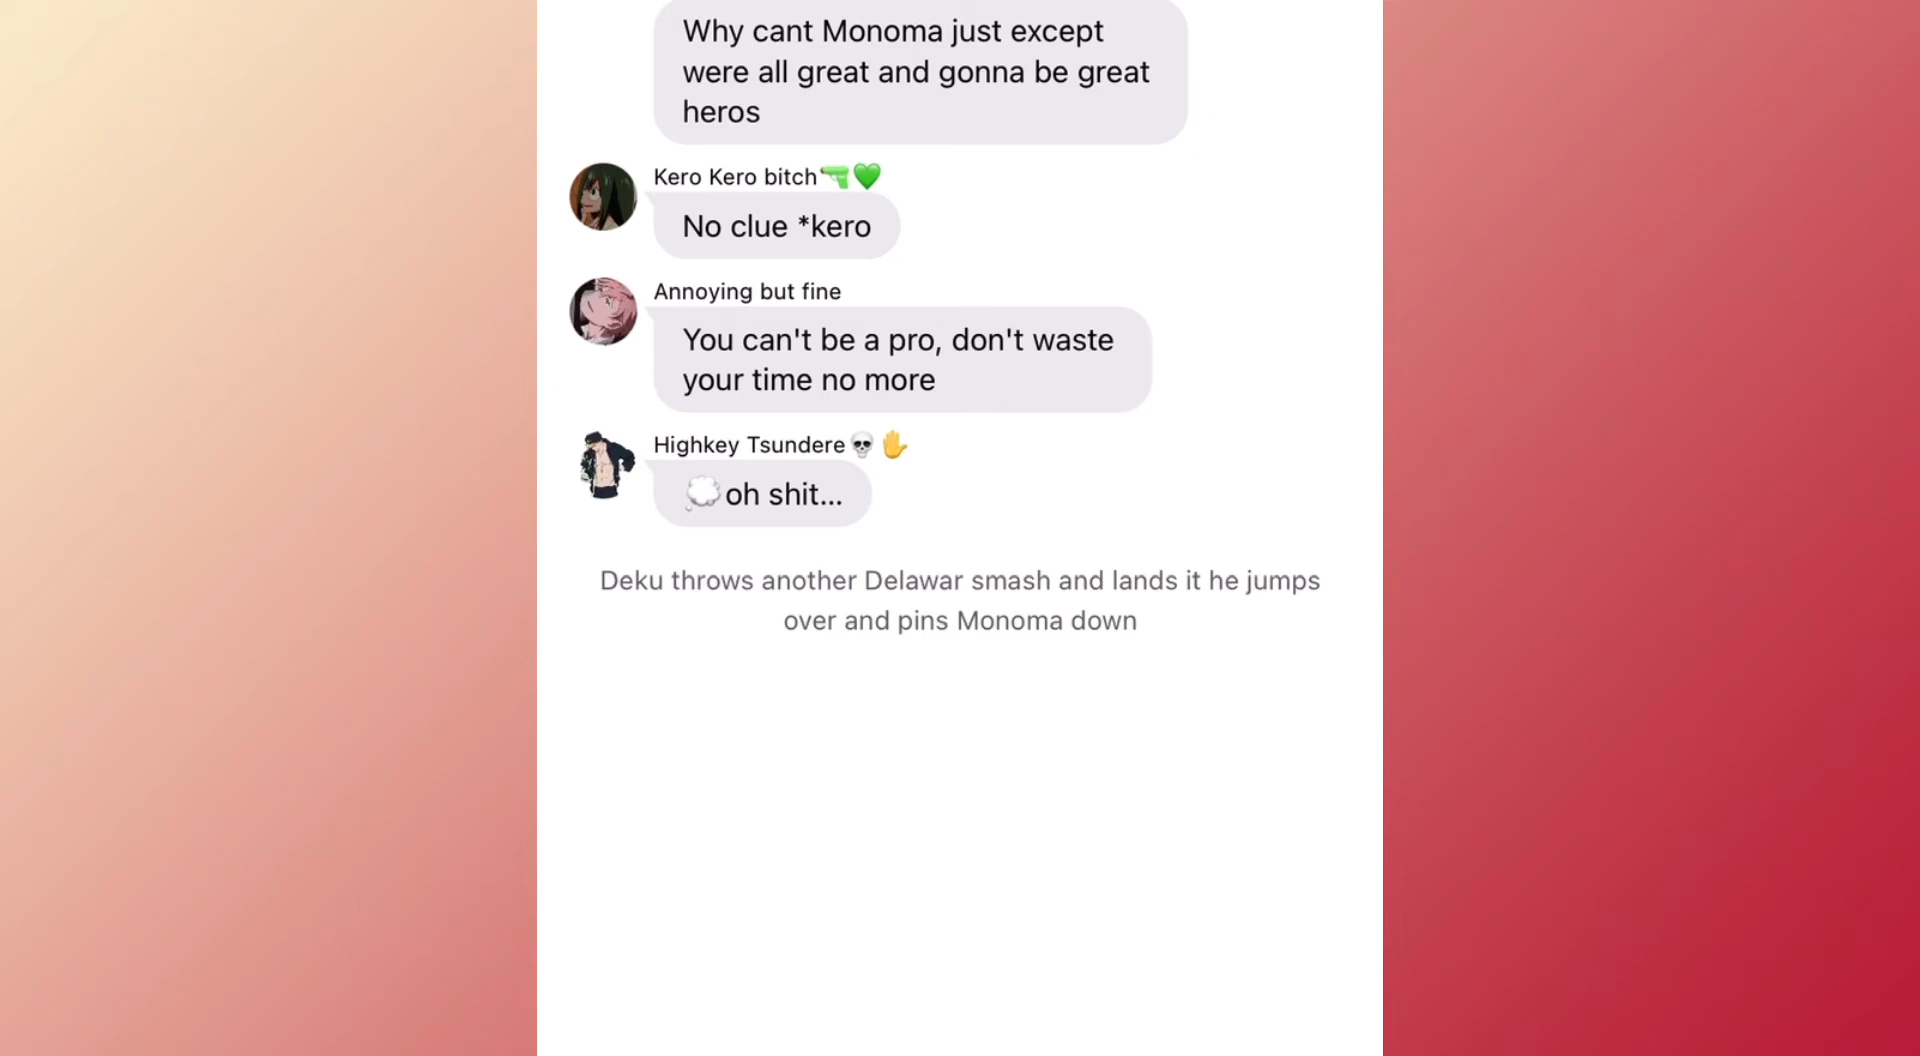 Why cant Monoma just except
were all great and gonna be great
heros
Kero Kero bitch🔫💚
No clue *kero
Annoying but fine
You can't be a pro, don't waste
your time no more
Highkey Tsundere💀✋
💭oh shit...
Deku throws another Delawar smash and lands it he jumps
over and pins Monoma down